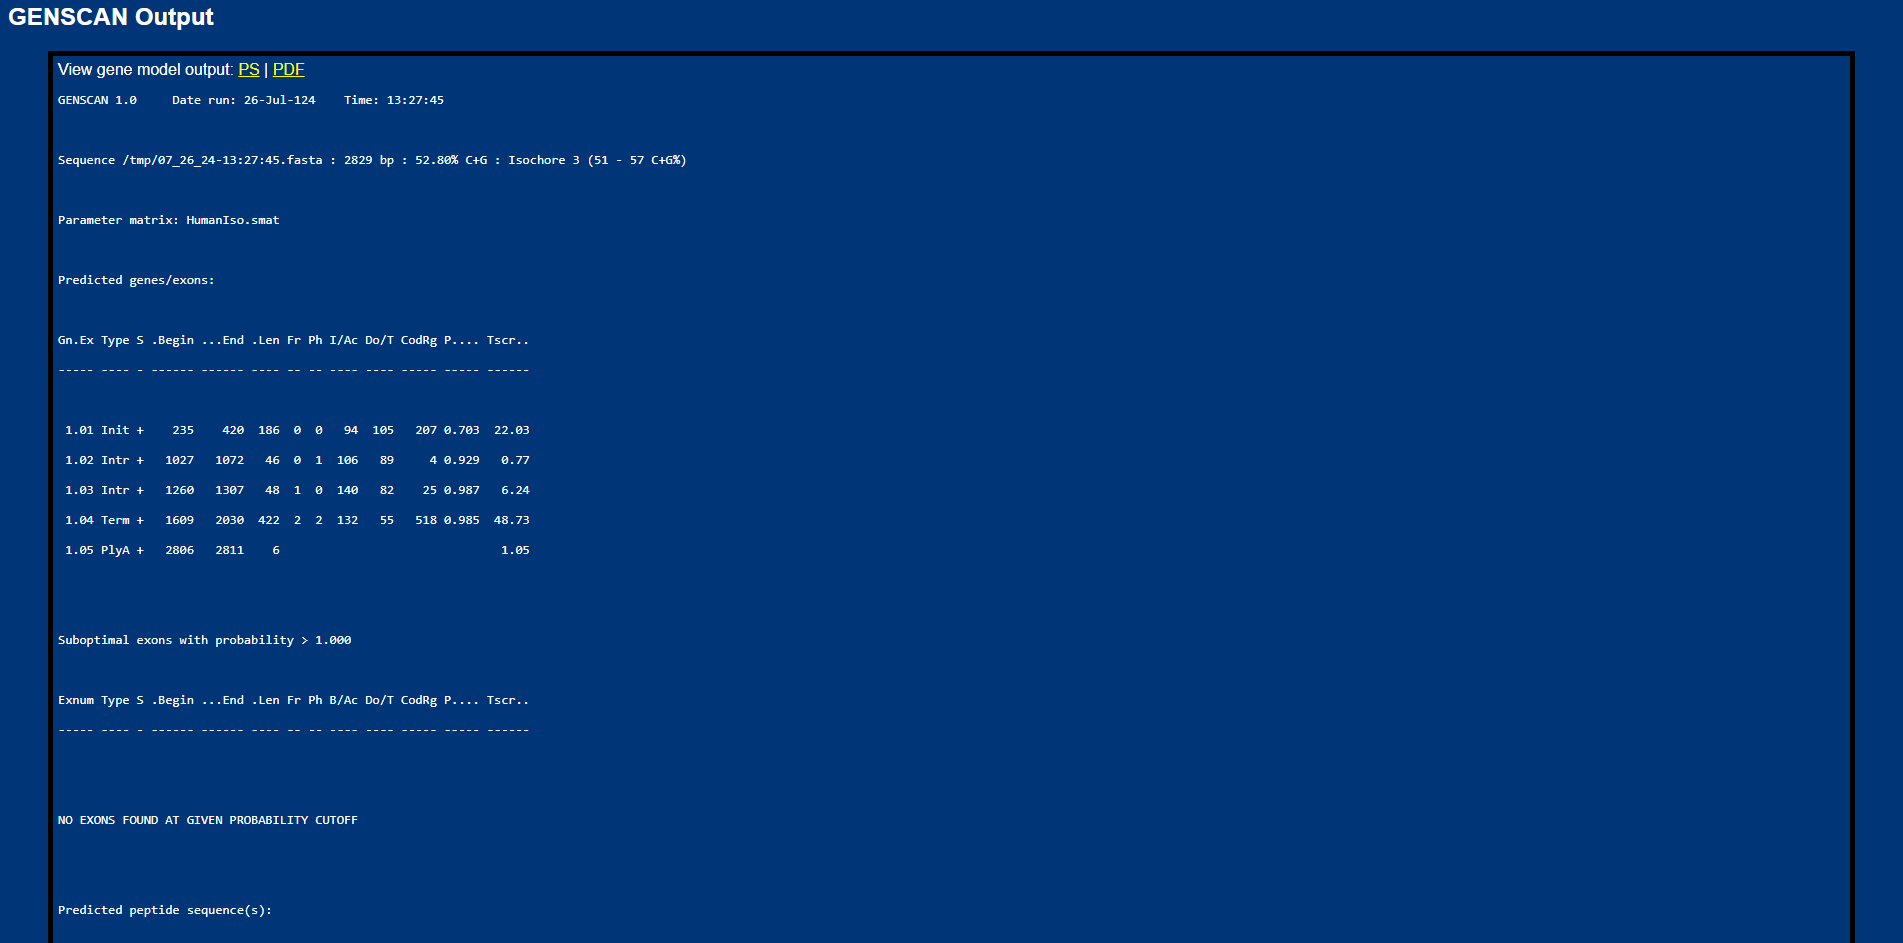 GENSCAN Output
View gene model output: PS | PDF
GENSCAN 1.0     Date run: 26-Jul-124    Time: 13:27:45
Sequence /tmp/07_26_24-13:27:45.fasta : 2829 bp : 52.80% C+G : Isochore 3 (51 - 57 C+G%)
Parameter matrix: HumanIso.smat
Predicted genes/exons:
Gn.Ex Type S .Begin ...End .Len Fr Ph I/Ac Do/T CodRg P.... Tscr..
----- ---- - ------ ------ ---- -- -- ---- ---- ----- ----- ------
 1.01 Init +    235    420  186  0  0   94  105   207 0.703  22.03
 1.02 Intr +   1027   1072   46  0  1  106   89     4 0.929   0.77
 1.03 Intr +   1260   1307   48  1  0  140   82    25 0.987   6.24
 1.04 Term +   1609   2030  422  2  2  132   55   518 0.985  48.73
 1.05 PlyA +   2806   2811    6                               1.05
Suboptimal exons with probability > 1.000
Exnum Type S .Begin ...End .Len Fr Ph B/Ac Do/T CodRg P.... Tscr..
----- ---- - ------ ------ ---- -- -- ---- ---- ----- ----- ------
NO EXONS FOUND AT GIVEN PROBABILITY CUTOFF
Predicted peptide sequence(s):